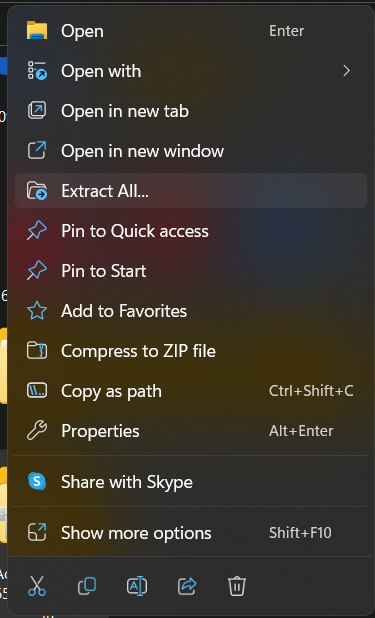 Open Enter
Open with
Open in new tab
Open in new window
Extract All...
Pin to Quick access
Pin to Start
Add to Favorites
Compress to ZIP file
Copy as path Ctrl+Shift+C
Properties Alt+Enter
Share with Skype
Show more options Shift+F10